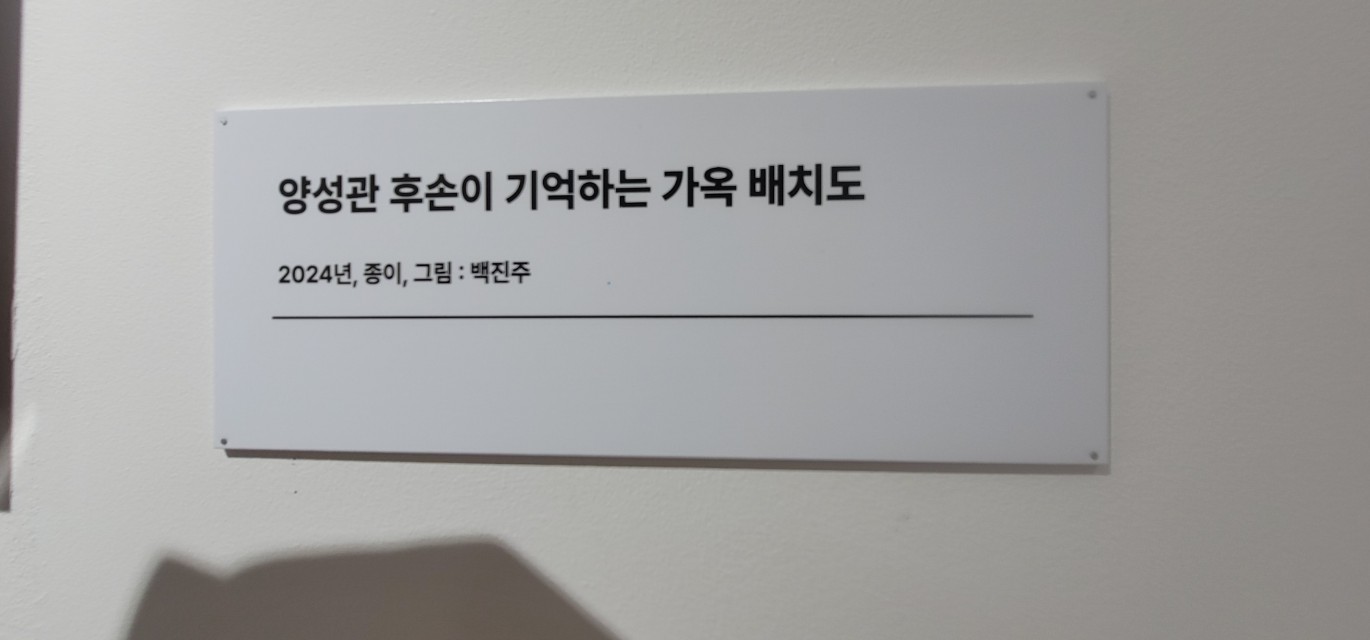 양성관 후손이 기억하는 가옥 배치도
2024년, 종이, 그림 : 백진주